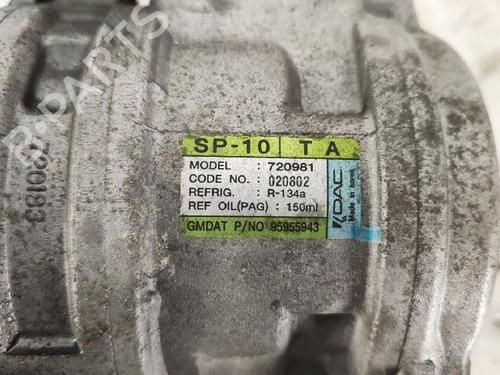 SP-10 T A
MODEL : 720981
CODE NO. : 020802
REFRIG. : R-134a
REF OIL(PAG) : 150ml
GMDAT P/NO 95955943
KDAC
Made in Korea
720183
B-PARTS